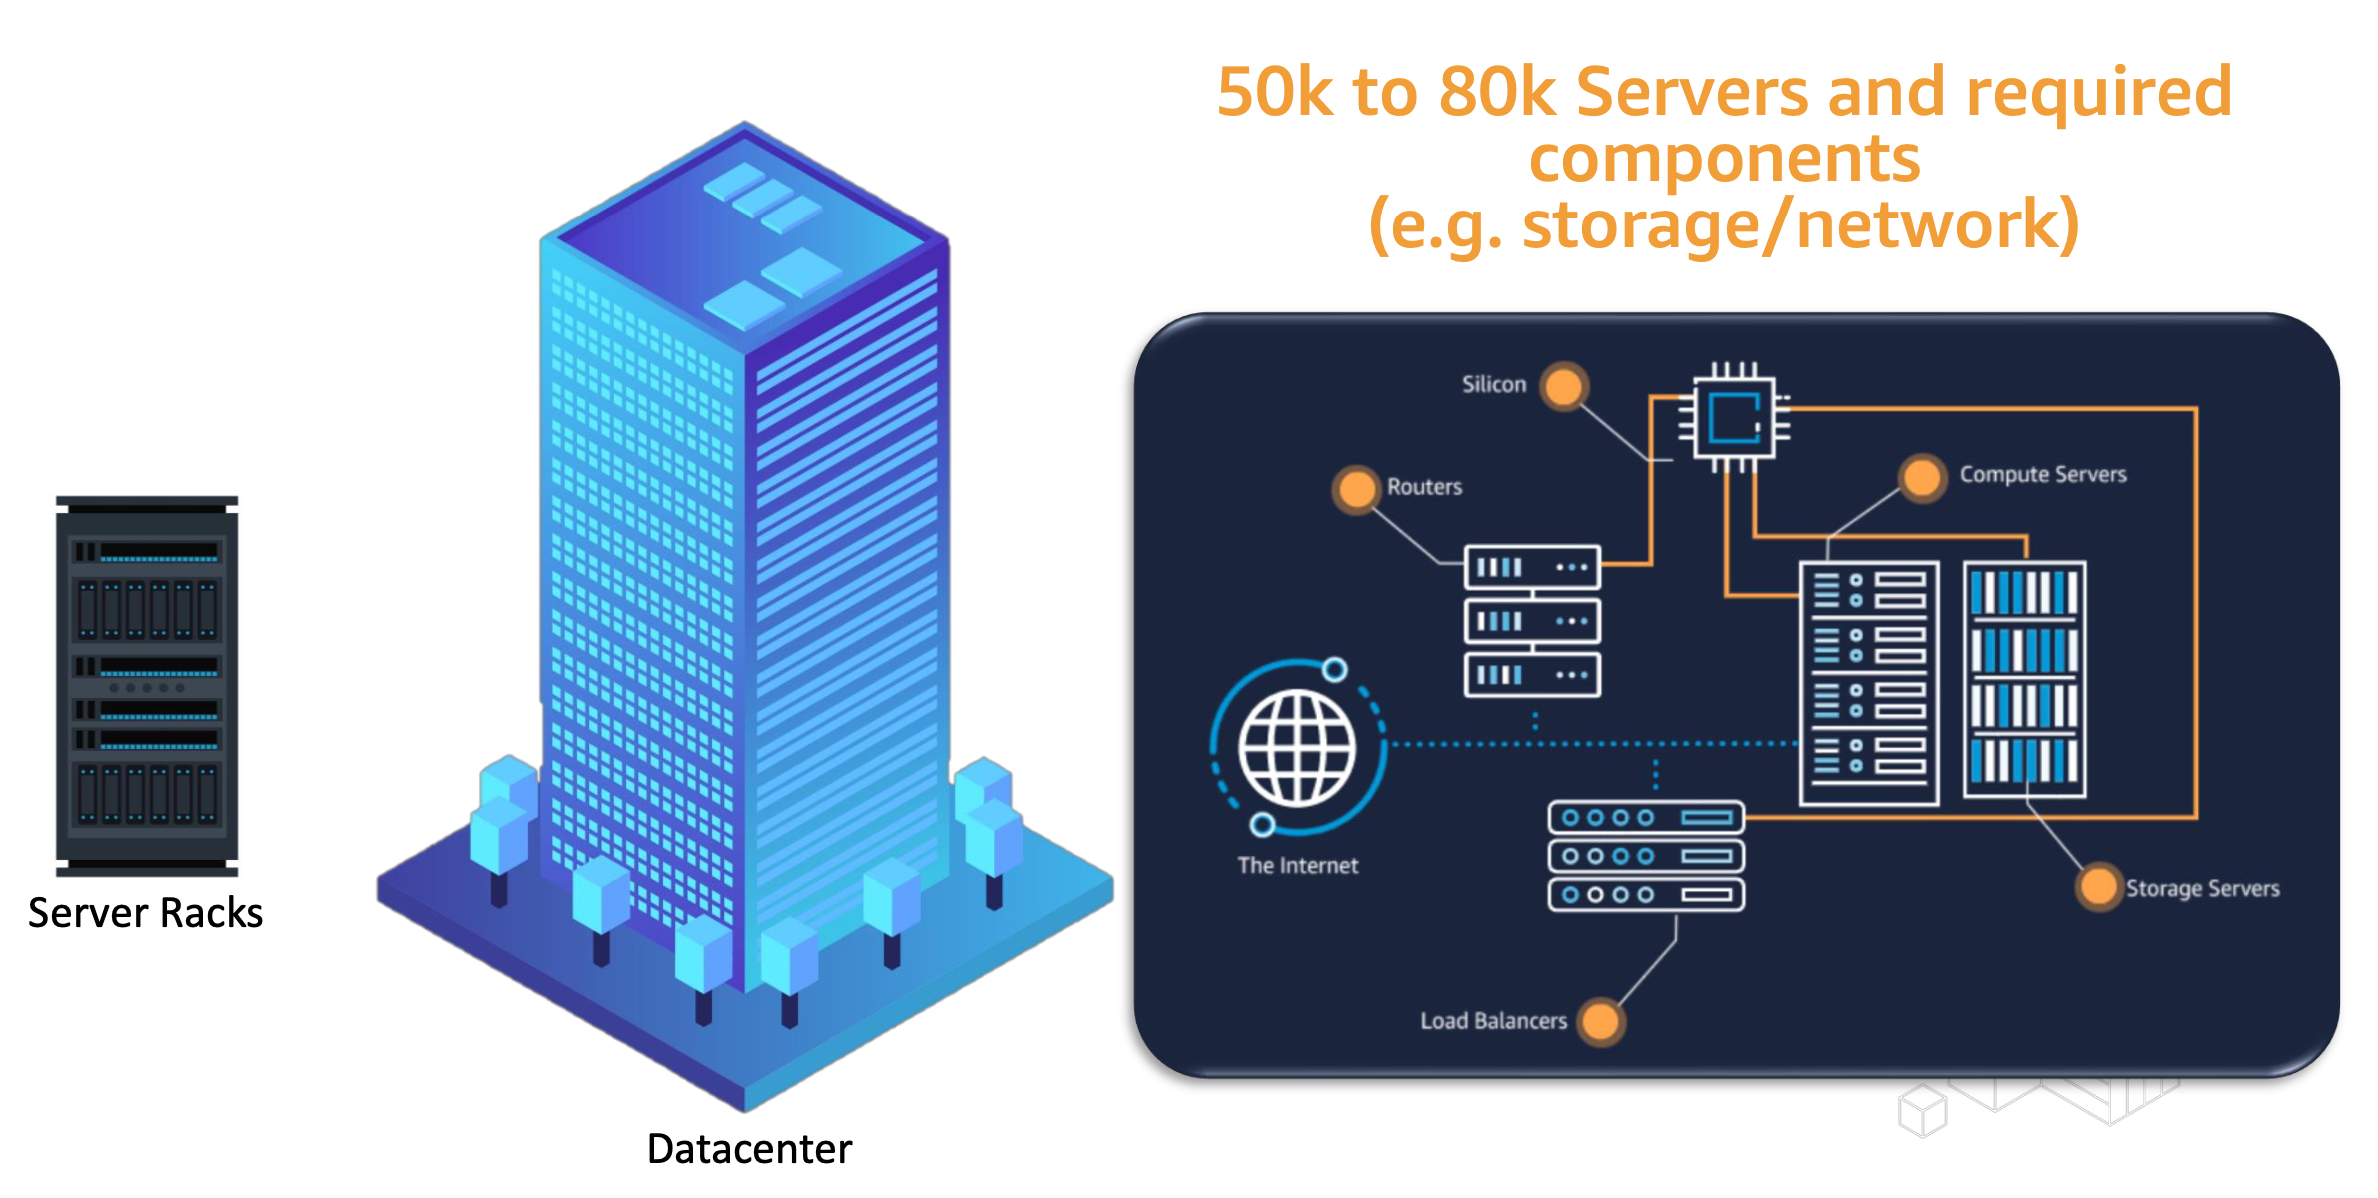 50k to 80k Servers and required
components
(e.g. storage/network)
Silicon
Routers
Compute Servers
The Internet
Storage Servers
Load Balancers
Server Racks
Datacenter